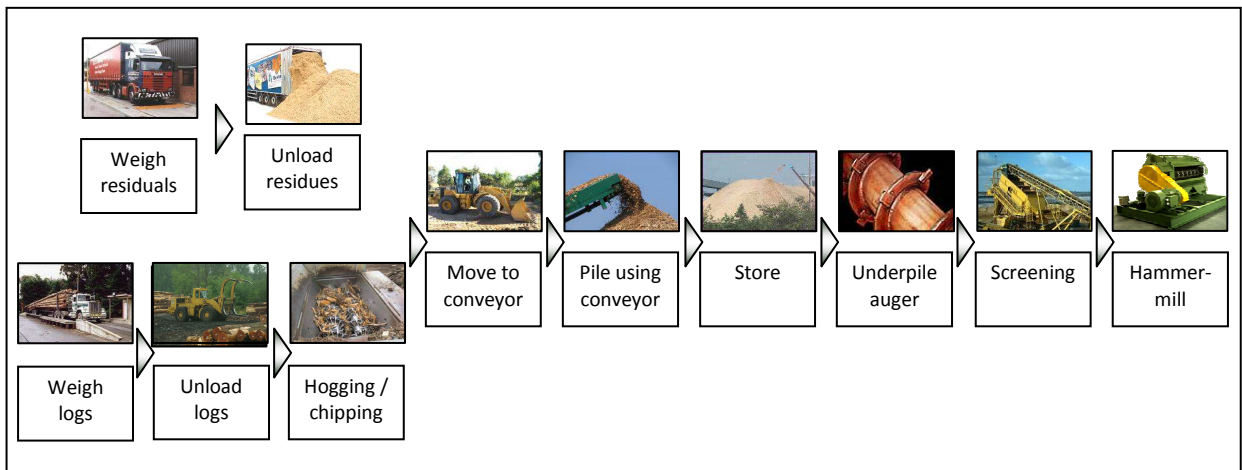 Weigh
residuals
Unload
residues
Weigh
logs
Unload
logs
Hogging /
chipping
Move to
conveyor
Pile using
conveyor
Store
Underpile
auger
Screening
Hammer-
mill